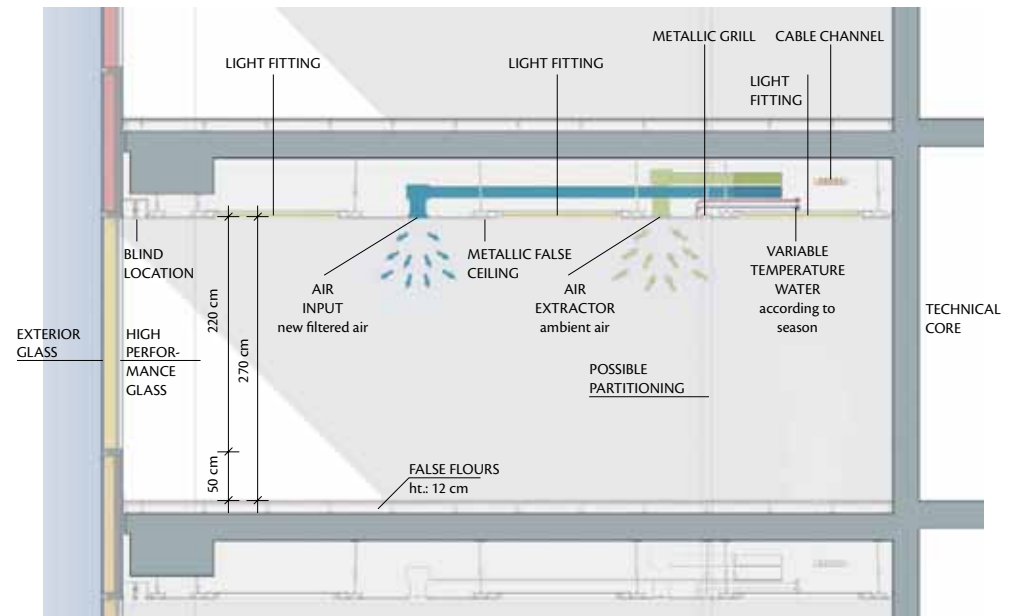 METALLIC GRILL
CABLE CHANNEL
LIGHT FITTING
LIGHT FITTING
LIGHT
FITTING
BLIND
LOCATION
AIR
INPUT
new filtered air
METALLIC FALSE
CEILING
AIR
EXTRACTOR
ambient air
VARIABLE
TEMPERATURE
WATER
according to
season
TECHNICAL
CORE
EXTERIOR
GLASS
HIGH
PERFOR-
MANCE
GLASS
220 cm
270 cm
50 cm
POSSIBLE
PARTITIONING
FALSE FLOURS
ht.: 12 cm